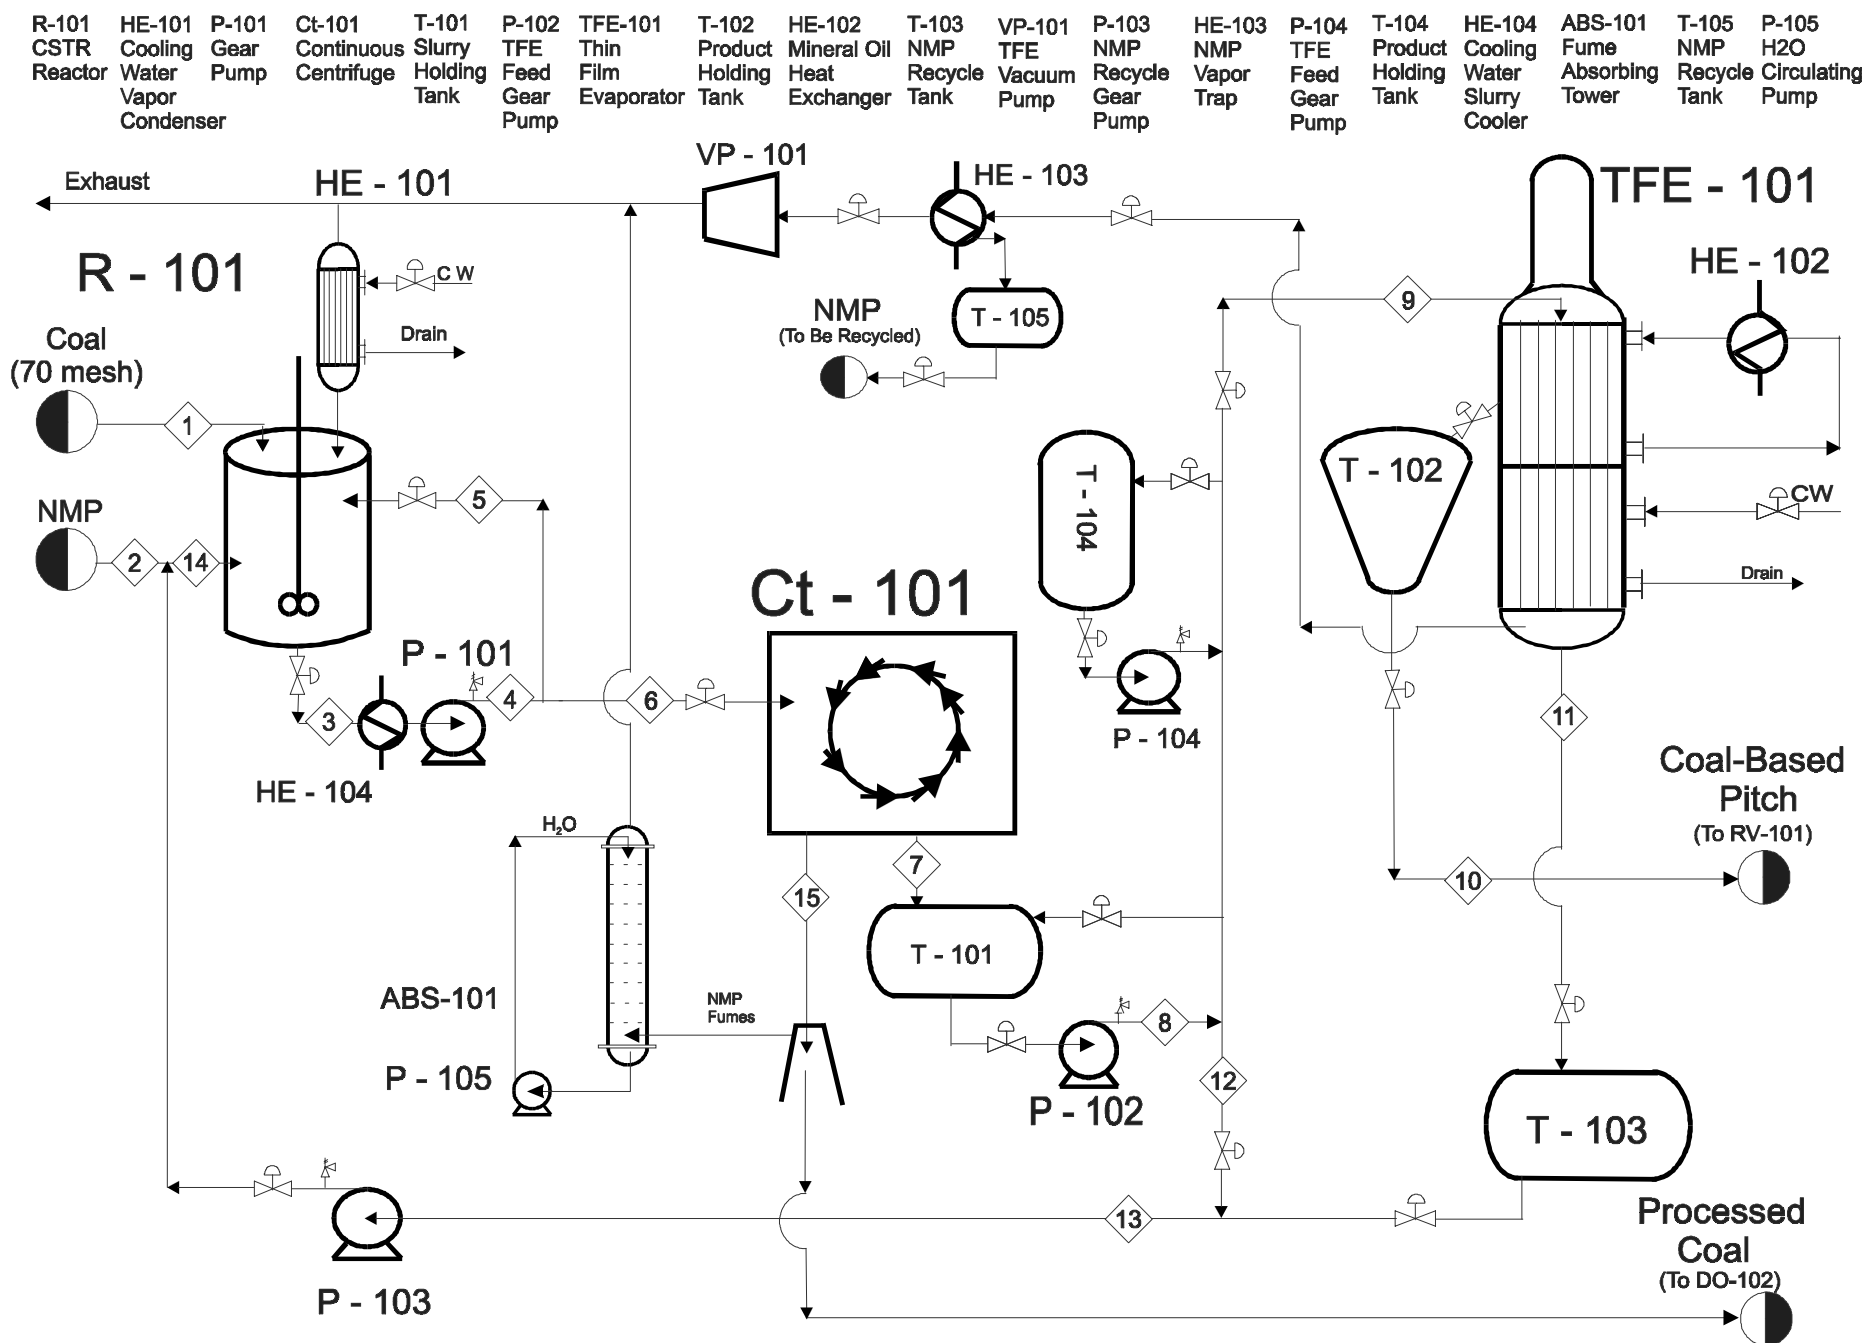 R-101
CSTR
Reactor
HE-101
Cooling
Water
Vapor
Condenser
P-101
Gear
Pump
Ct-101
Continuous
Centrifuge
T-101
Slurry
Holding
Tank
P-102
TFE
Feed
Gear
Pump
TFE-101
Thin
Film
Evaporator
T-102
Product
Holding
Tank
HE-102
Mineral Oil
Heat
Exchanger
T-103
NMP
Recycle
Tank
VP-101
TFE
Vacuum
Pump
P-103
NMP
Recycle
Gear
Pump
HE-103
NMP
Vapor
Trap
P-104
TFE
Feed
Gear
Pump
T-104
Product
Holding
Tank
HE-104
Cooling
Water
Slurry
Cooler
ABS-101
Fume
Absorbing
Tower
T-105
NMP
Recycle
Tank
P-105
H2O
Circulating
Pump
Exhaust
HE - 101
VP - 101
HE - 103
TFE - 101
R - 101
C W
HE - 102
Drain
NMP
(To Be Recycled)
T - 105
9
Coal
(70 mesh)
1
T - 104
T - 102
5
CW
NMP
2
14
Ct - 101
Drain
P - 101
4
6
3
P - 104
11
HE - 104
Coal-Based
Pitch
(To RV-101)
H₂O
7
15
10
T - 101
ABS-101
NMP
Fumes
8
P - 105
12
P - 102
T - 103
13
Processed
Coal
(To DO-102)
P - 103